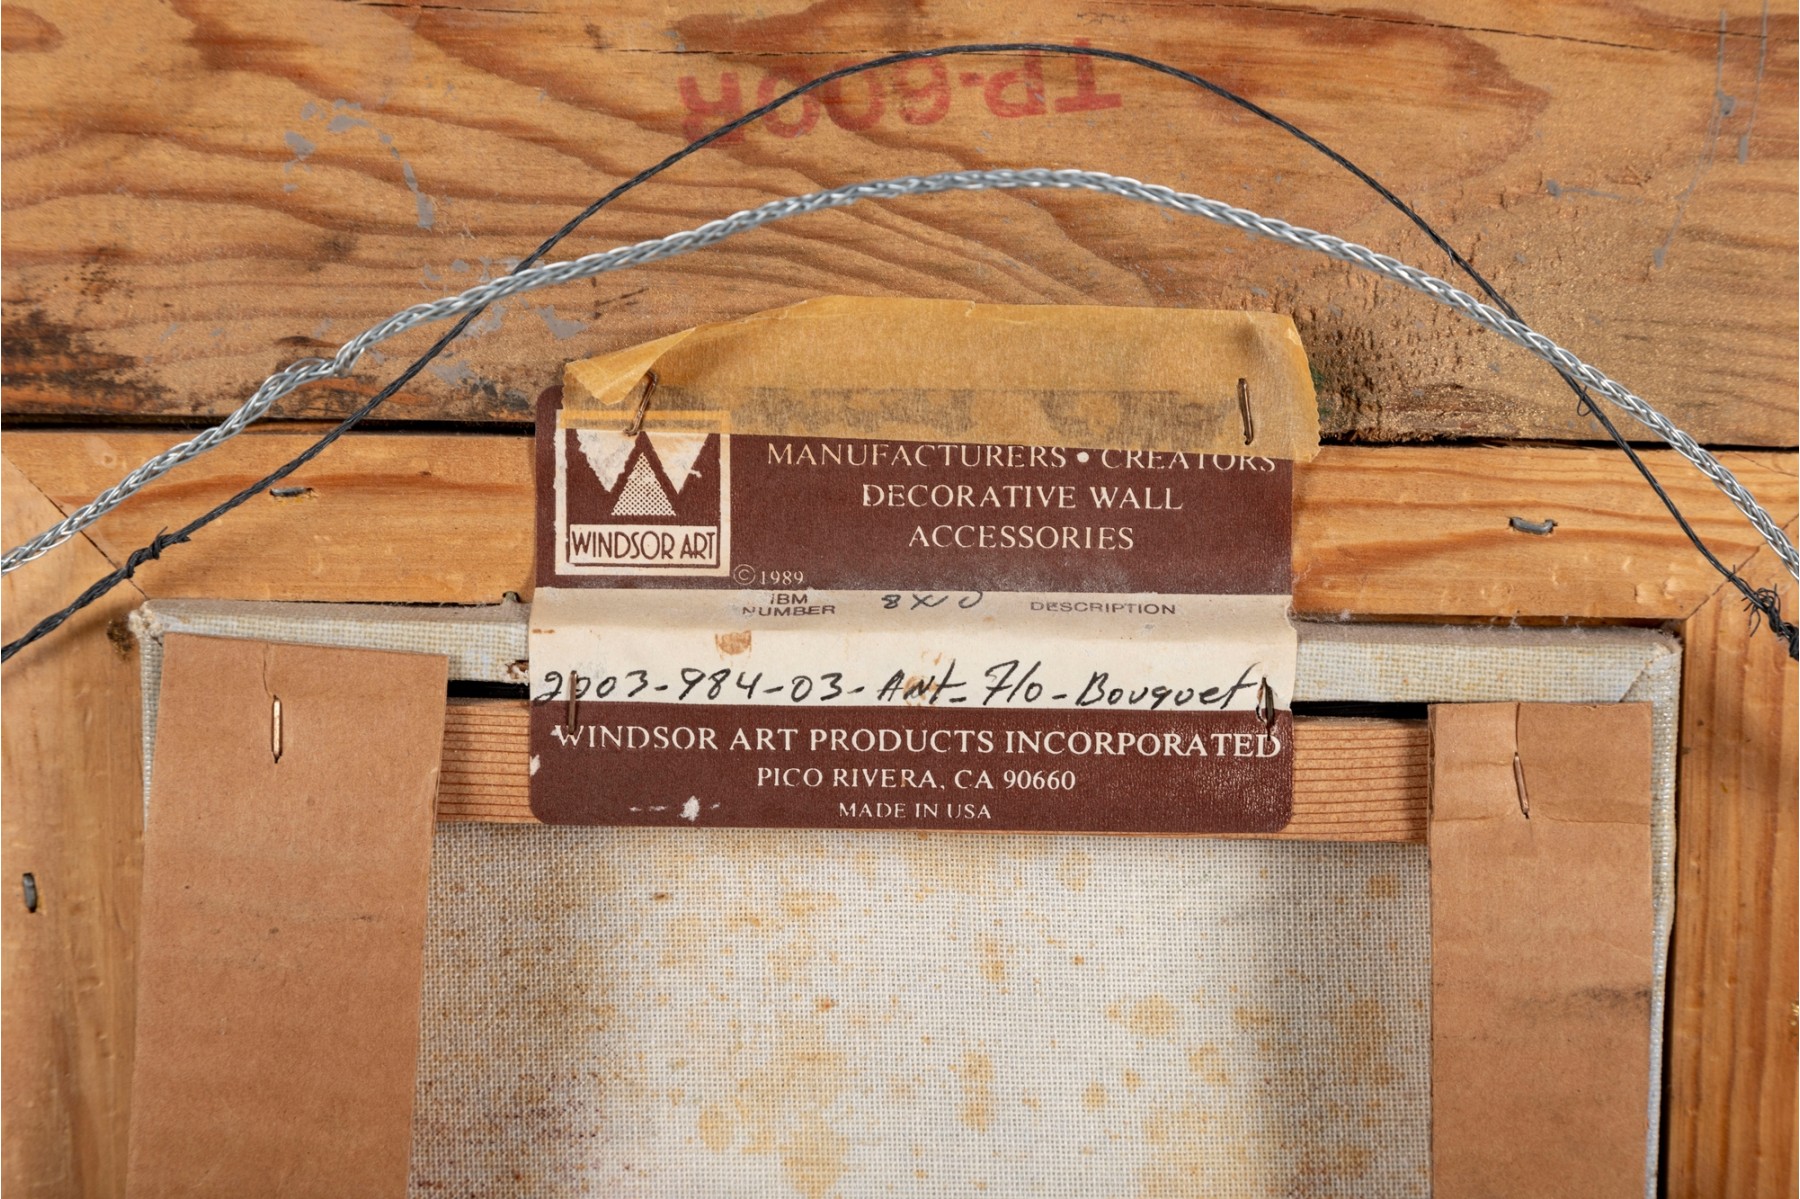 TP.600R
MANUFACTURERS • CREATORS
DECORATIVE WALL
ACCESSORIES
WINDSOR ART
©1989
IBM
NUMBER
DESCRIPTION
2003-984-03- Ant- Flo- Bouquet
WINDSOR ART PRODUCTS INCORPORATED
PICO RIVERA, CA 90660
MADE IN USA